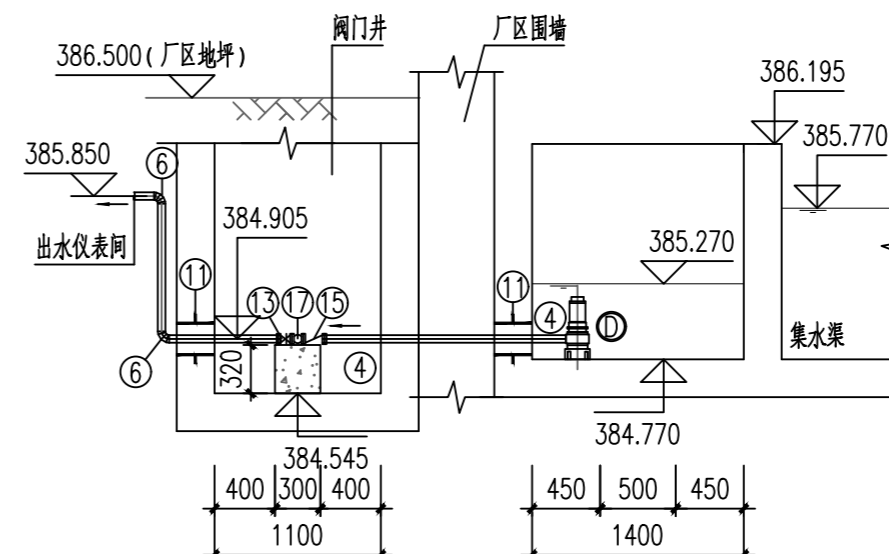 阀门井
厂区围墙
386.500(厂区地坪)
386.195
385.770
⑥
385.850
384.905
385.270
出水仪表间
⑪
⑪
⑬ ⑰ ⑮
④
D
集水渠
⑥
320
④
384.545
384.770
400 300 400
450 500 450
1100
1400